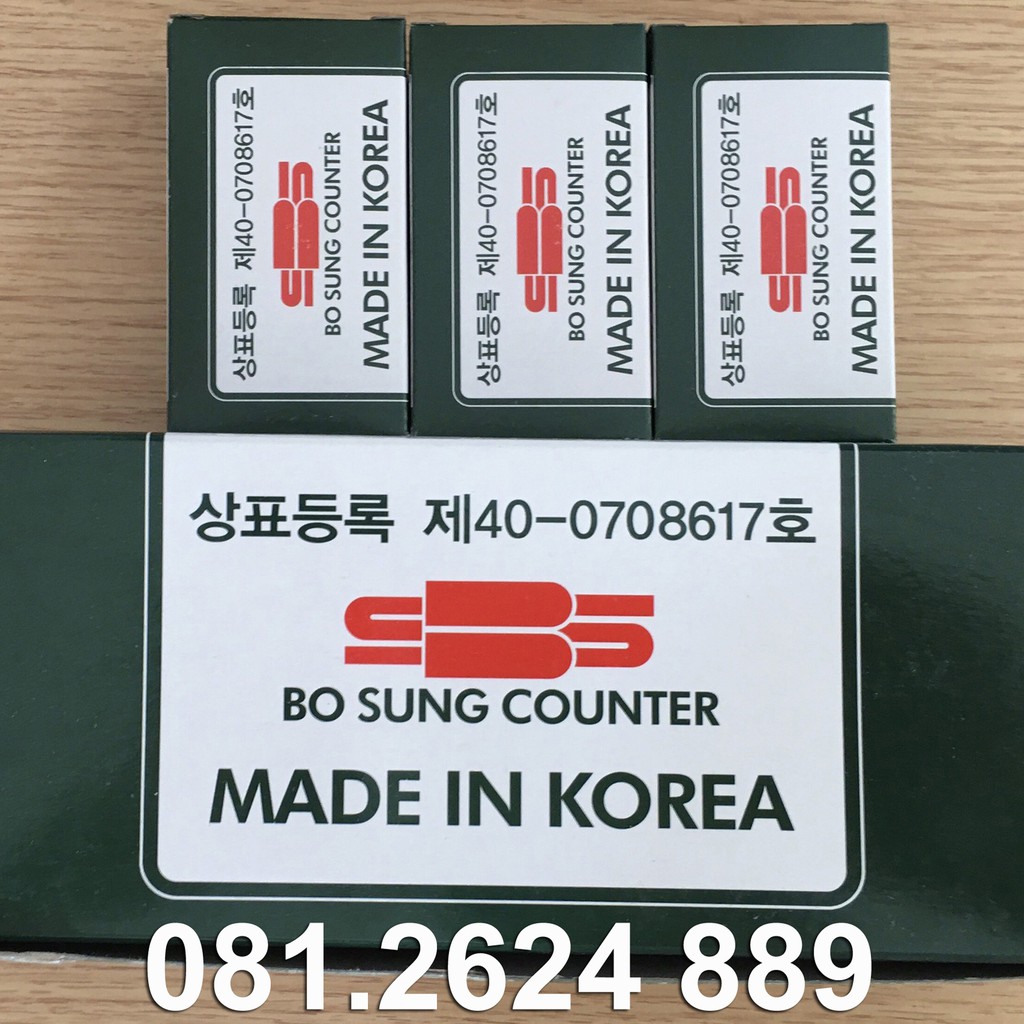 상표등록 제40-0708617호
SBS
BO SUNG COUNTER
MADE IN KOREA
상표등록 제40-0708617호
SBS
BO SUNG COUNTER
MADE IN KOREA
상표등록 제40-0708617호
SBS
BO SUNG COUNTER
MADE IN KOREA
상표등록 제40-0708617호
SBS
BO SUNG COUNTER
MADE IN KOREA
081.2624 889